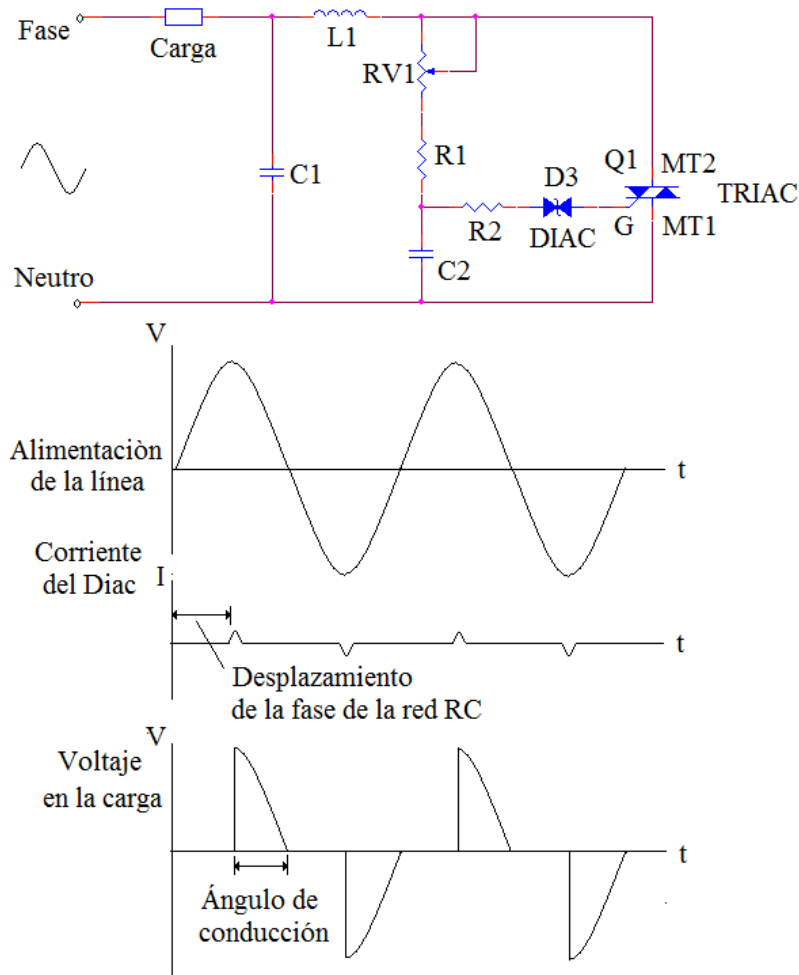 Fase
Carga
L1
RV1
C1
R1
Q1
MT2
D3
TRIAC
R2
DIAC
G
MT1
C2
Neutro
V
Alimentaciòn
de la línea
t
Corriente
del Diac
I
t
Desplazamiento
de la fase de la red RC
V
Voltaje
en la carga
t
Ángulo de
conducción